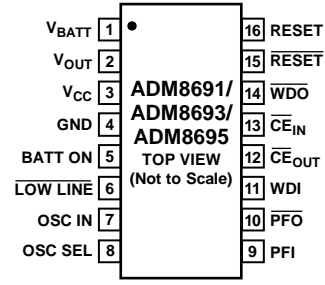 VBATT 1
VOUT 2
VCC 3
GND 4
BATT ON 5
LOW LINE 6
OSC IN 7
OSC SEL 8
ADM8691/
ADM8693/
ADM8695
TOP VIEW
(Not to Scale)
16 RESET
15 RESET
14 WDO
13 CEIN
12 CEOUT
11 WDI
10 PFO
9 PFI